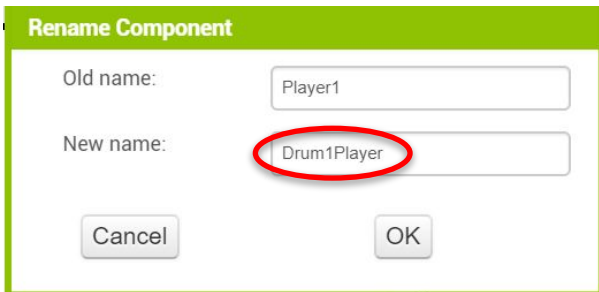 Rename Component
Old name: Player1
New name: Drum1Player
Cancel OK